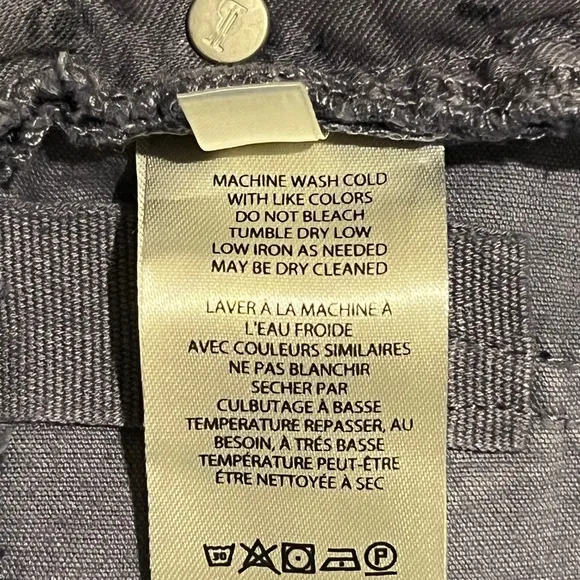 MACHINE WASH COLD
WITH LIKE COLORS
DO NOT BLEACH
TUMBLE DRY LOW
LOW IRON AS NEEDED
MAY BE DRY CLEANED
LAVER À LA MACHINE À
L'EAU FROIDE
AVEC COULEURS SIMILAIRES
NE PAS BLANCHIR
SECHER PAR
CULBUTAGE À BASSE
TEMPERATURE REPASSER, AU
BESOIN, À TRÉS BASSE
TEMPÉRATURE PEUT-ÊTRE
ÉTRE NETTOYÉE À SEC
30 P